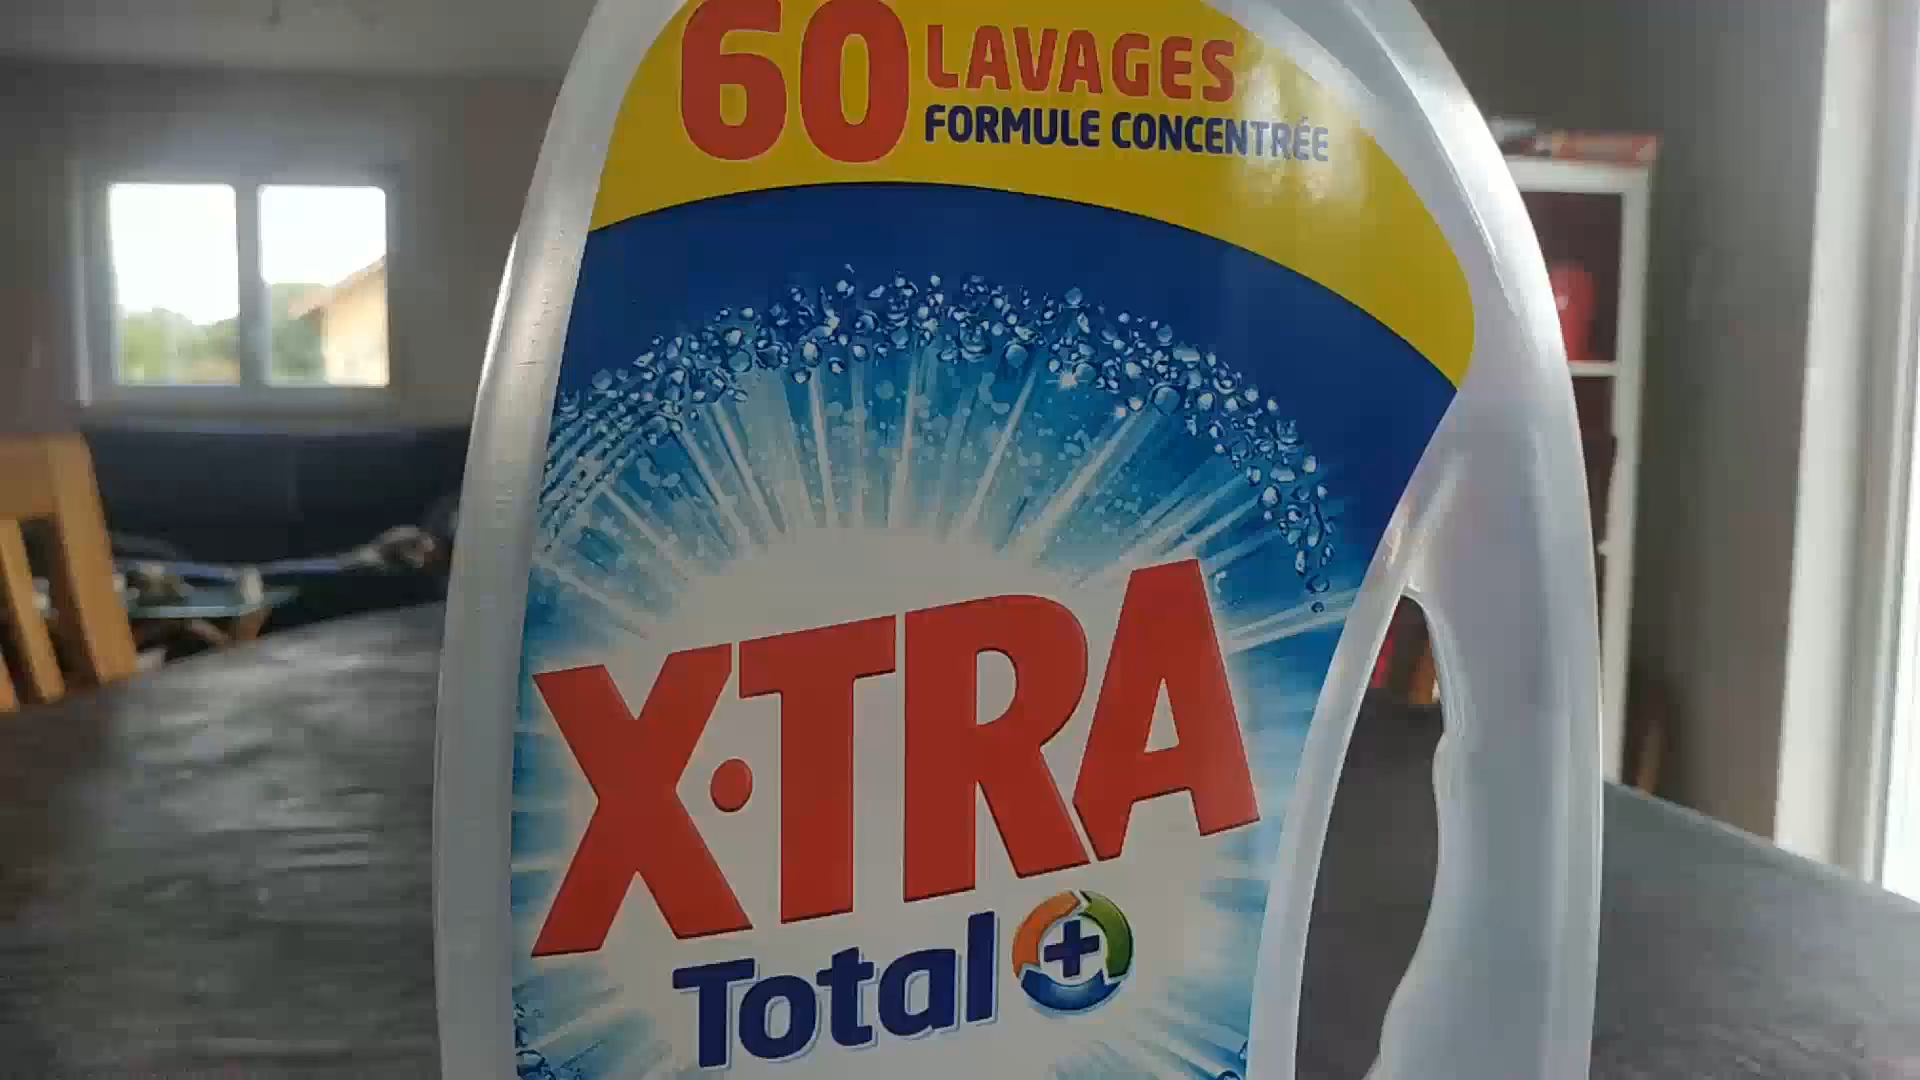 60 LAVAGES
FORMULE CONCENTRÉE
X·TRA
Total +